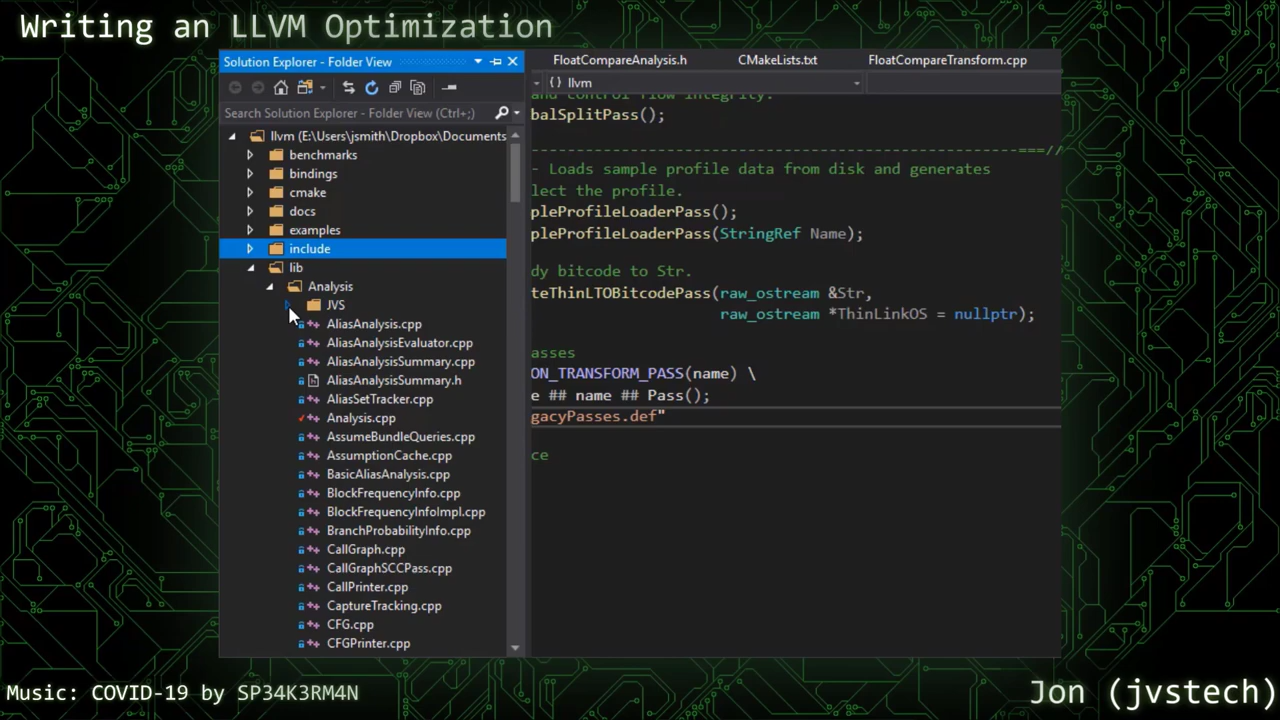 Writing an LLVM Optimization
Solution Explorer - Folder View
Search Solution Explorer - Folder View (Ctrl+;)
llvm (E:\Users\jsmith\Dropbox\Documents
benchmarks
bindings
cmake
docs
examples
include
lib
Analysis
JVS
AliasAnalysis.cpp
AliasAnalysisEvaluator.cpp
AliasAnalysisSummary.cpp
AliasAnalysisSummary.h
AliasSetTracker.cpp
Analysis.cpp
AssumeBundleQueries.cpp
AssumptionCache.cpp
BasicAliasAnalysis.cpp
BlockFrequencyInfo.cpp
BlockFrequencyInfoImpl.cpp
BranchProbabilityInfo.cpp
CallGraph.cpp
CallGraphSCCPass.cpp
CallPrinter.cpp
CaptureTracking.cpp
CFG.cpp
CFGPrinter.cpp
FloatCompareAnalysis.h CMakeLists.txt FloatCompareTransform.cpp
{} llvm
and control flow integrity.
balSplitPass();
------------------------------------------------------===//
- Loads sample profile data from disk and generates
lect the profile.
pleProfileLoaderPass();
pleProfileLoaderPass(StringRef Name);
dy bitcode to Str.
teThinLTOBitcodePass(raw_ostream &Str,
raw_ostream *ThinLinkOS = nullptr);
asses
ON_TRANSFORM_PASS(name) \
e ## name ## Pass();
gacyPasses.def"
ce
Music: COVID-19 by SP34K3RM4N
Jon (jvstech)